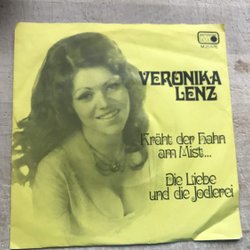 VERONIKA
LENZ
Kräht der Hahn
am Mist...
Die Liebe
und die Jodlerei